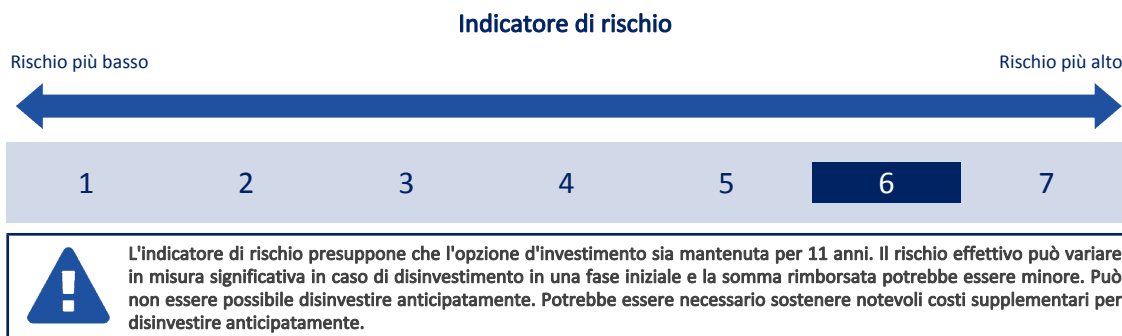 Indicatore di rischio
Rischio più basso
Rischio più alto
1 2 3 4 5 6 7
L'indicatore di rischio presuppone che l'opzione d'investimento sia mantenuta per 11 anni. Il rischio effettivo può variare
in misura significativa in caso di disinvestimento in una fase iniziale e la somma rimborsata potrebbe essere minore. Può
non essere possibile disinvestire anticipatamente. Potrebbe essere necessario sostenere notevoli costi supplementari per
disinvestire anticipatamente.